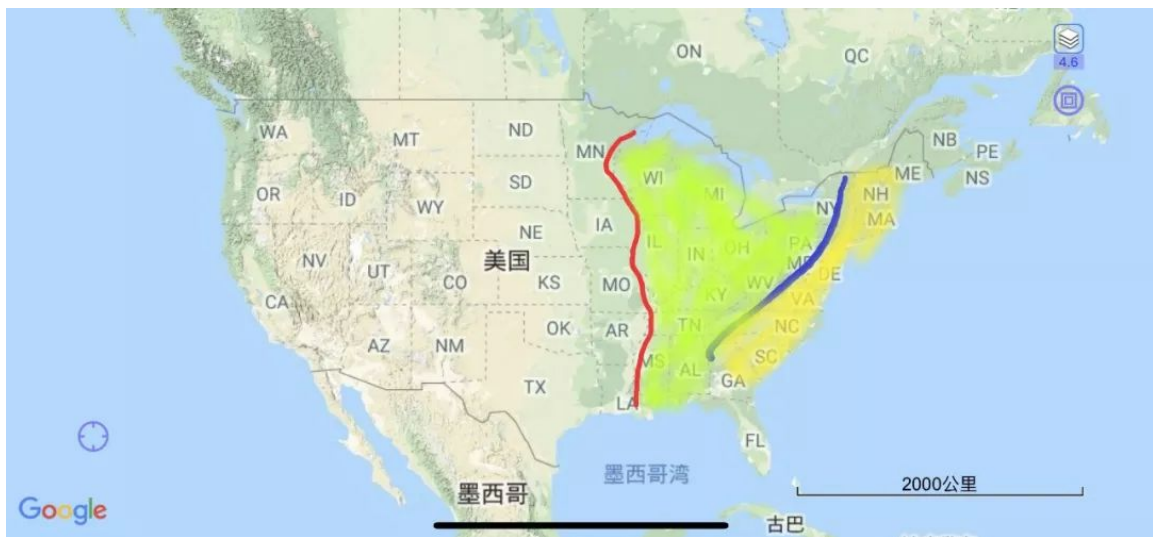 ON
QC
4.6
WA
MT
ND
MN
NB
PE
ME
NS
OR
ID
SD
WI
MI
NY
NH
WY
MA
IA
NE
IL
IN
OH
PA
NV
UT
CO
美国
KS
MO
WV
MD
DE
KY
VA
CA
OK
AR
TN
NC
AZ
NM
MS
AL
SC
TX
GA
LA
FL
墨西哥湾
2000公里
墨西哥
Google
古巴